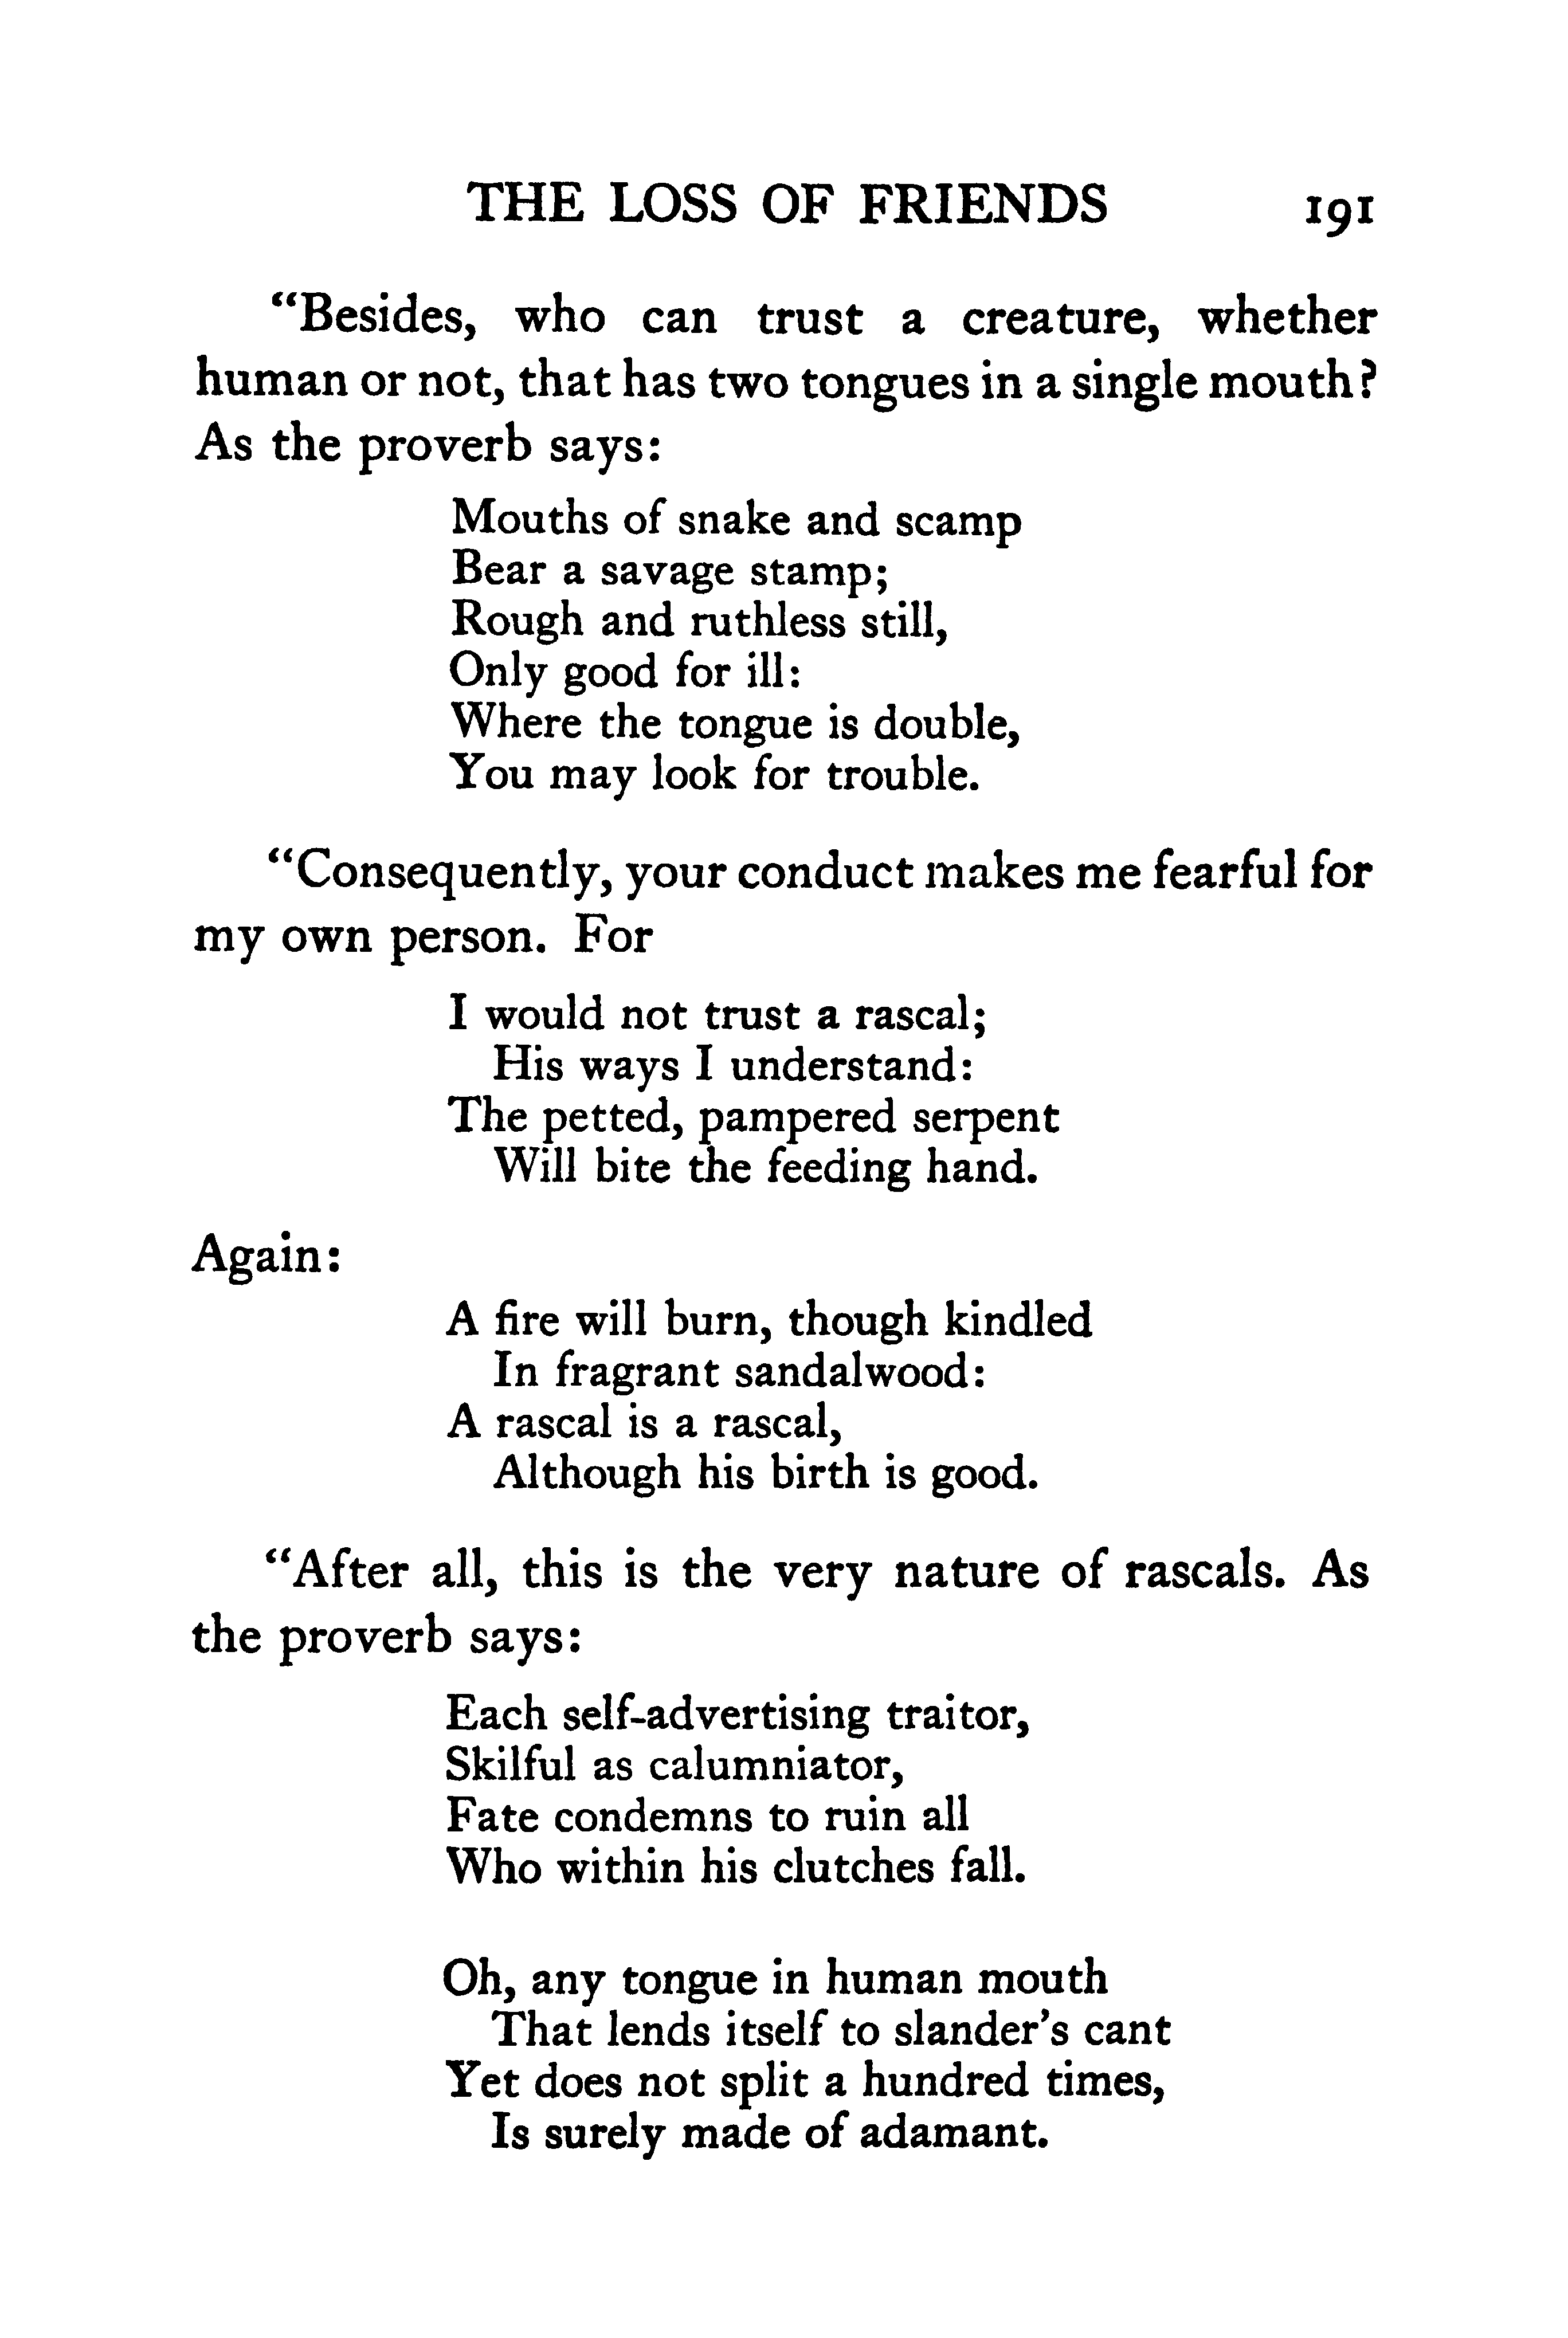 THE LOSS OF FRIENDS 191
“Besides, who can trust a creature, whether
human or not, that has two tongues in a single mouth?
As the proverb says:
Mouths of snake and scamp
Bear a savage stamp;
Rough and ruthless still,
Only good for ill:
Where the tongue is double,
You may look for trouble.
“Consequently, your conduct makes me fearful for
my own person. For
I would not trust a rascal;
His ways I understand:
The petted, pampered serpent
Will bite the feeding hand.
Again:
A fire will burn, though kindled
In fragrant sandalwood:
A rascal is a rascal,
Although his birth is good.
“After all, this is the very nature of rascals. As
the proverb says:
Each self-advertising traitor,
Skilful as calumniator,
Fate condemns to ruin all
Who within his clutches fall.
Oh, any tongue in human mouth
That lends itself to slander’s cant
Yet does not split a hundred times,
Is surely made of adamant.